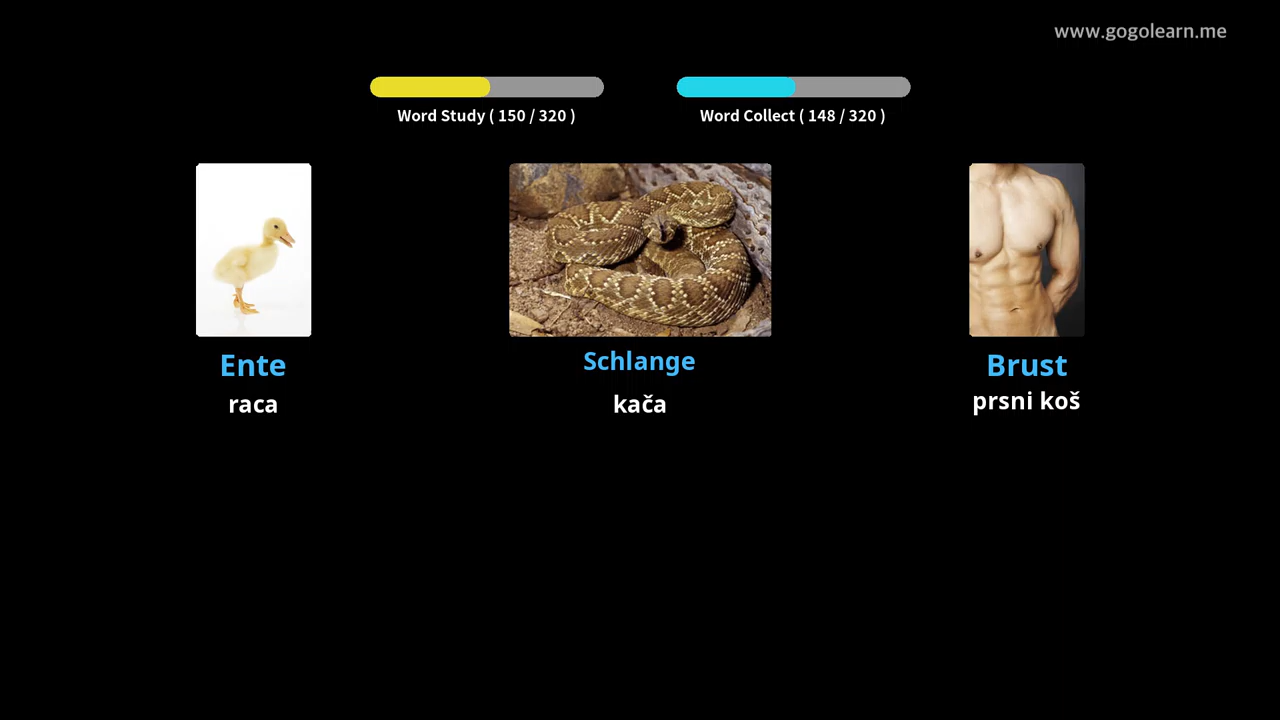 www.gogolearn.me
Word Study ( 150 / 320 )
Word Collect ( 148 / 320 )
Ente
Schlange
Brust
raca
kača
prsni koš